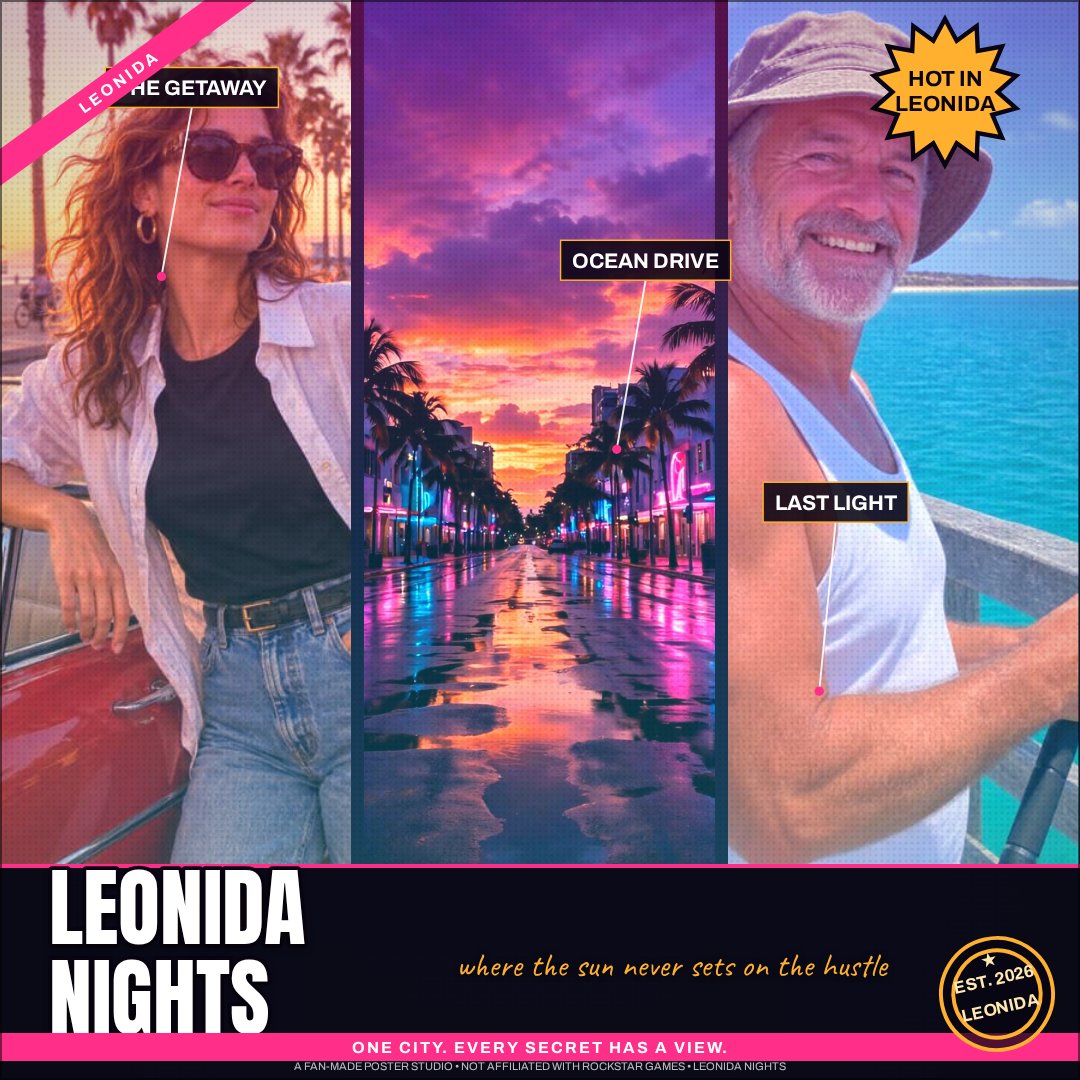 LEONIDA
THE GETAWAY
HOT IN
LEONIDA
OCEAN DRIVE
LAST LIGHT
LEONIDA
NIGHTS
where the sun never sets on the hustle
★
EST. 2026
LEONIDA
ONE CITY. EVERY SECRET HAS A VIEW.
A FAN-MADE POSTER STUDIO • NOT AFFILIATED WITH ROCKSTAR GAMES • LEONIDA NIGHTS